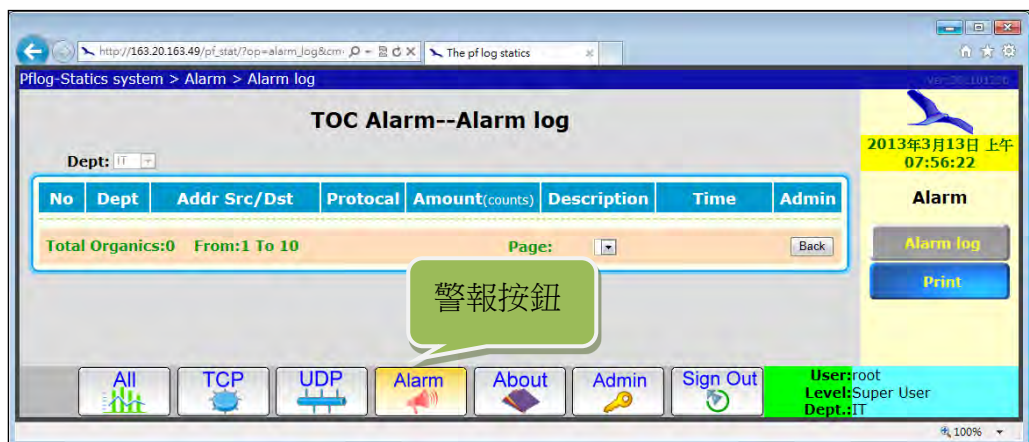 http://163.20.163.49/pf_stat/?op=alarm_log&cm
The pf log statics
Pflog-Statics system > Alarm > Alarm log
TOC Alarm--Alarm log
2013年3月13日 上午
07:56:22
Dept: IT
No Dept Addr Src/Dst Protocal Amount(counts) Description Time Admin
Total Organics:0 From:1 To 10 Page: Back
Alarm
Alarm log
Print
警報按鈕
All TCP UDP Alarm About Admin Sign Out
User:root
Level:Super User
Dept.:IT
100%